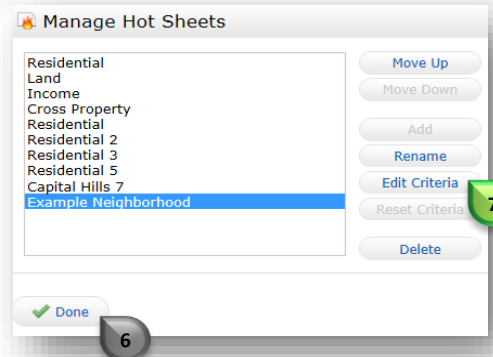 Manage Hot Sheets
Residential
Land
Income
Cross Property
Residential
Residential 2
Residential 3
Residential 5
Capital Hills 7
Example Neighborhood
Move Up
Move Down
Add
Rename
Edit Criteria
7
Reset Criteria
Delete
Done
6